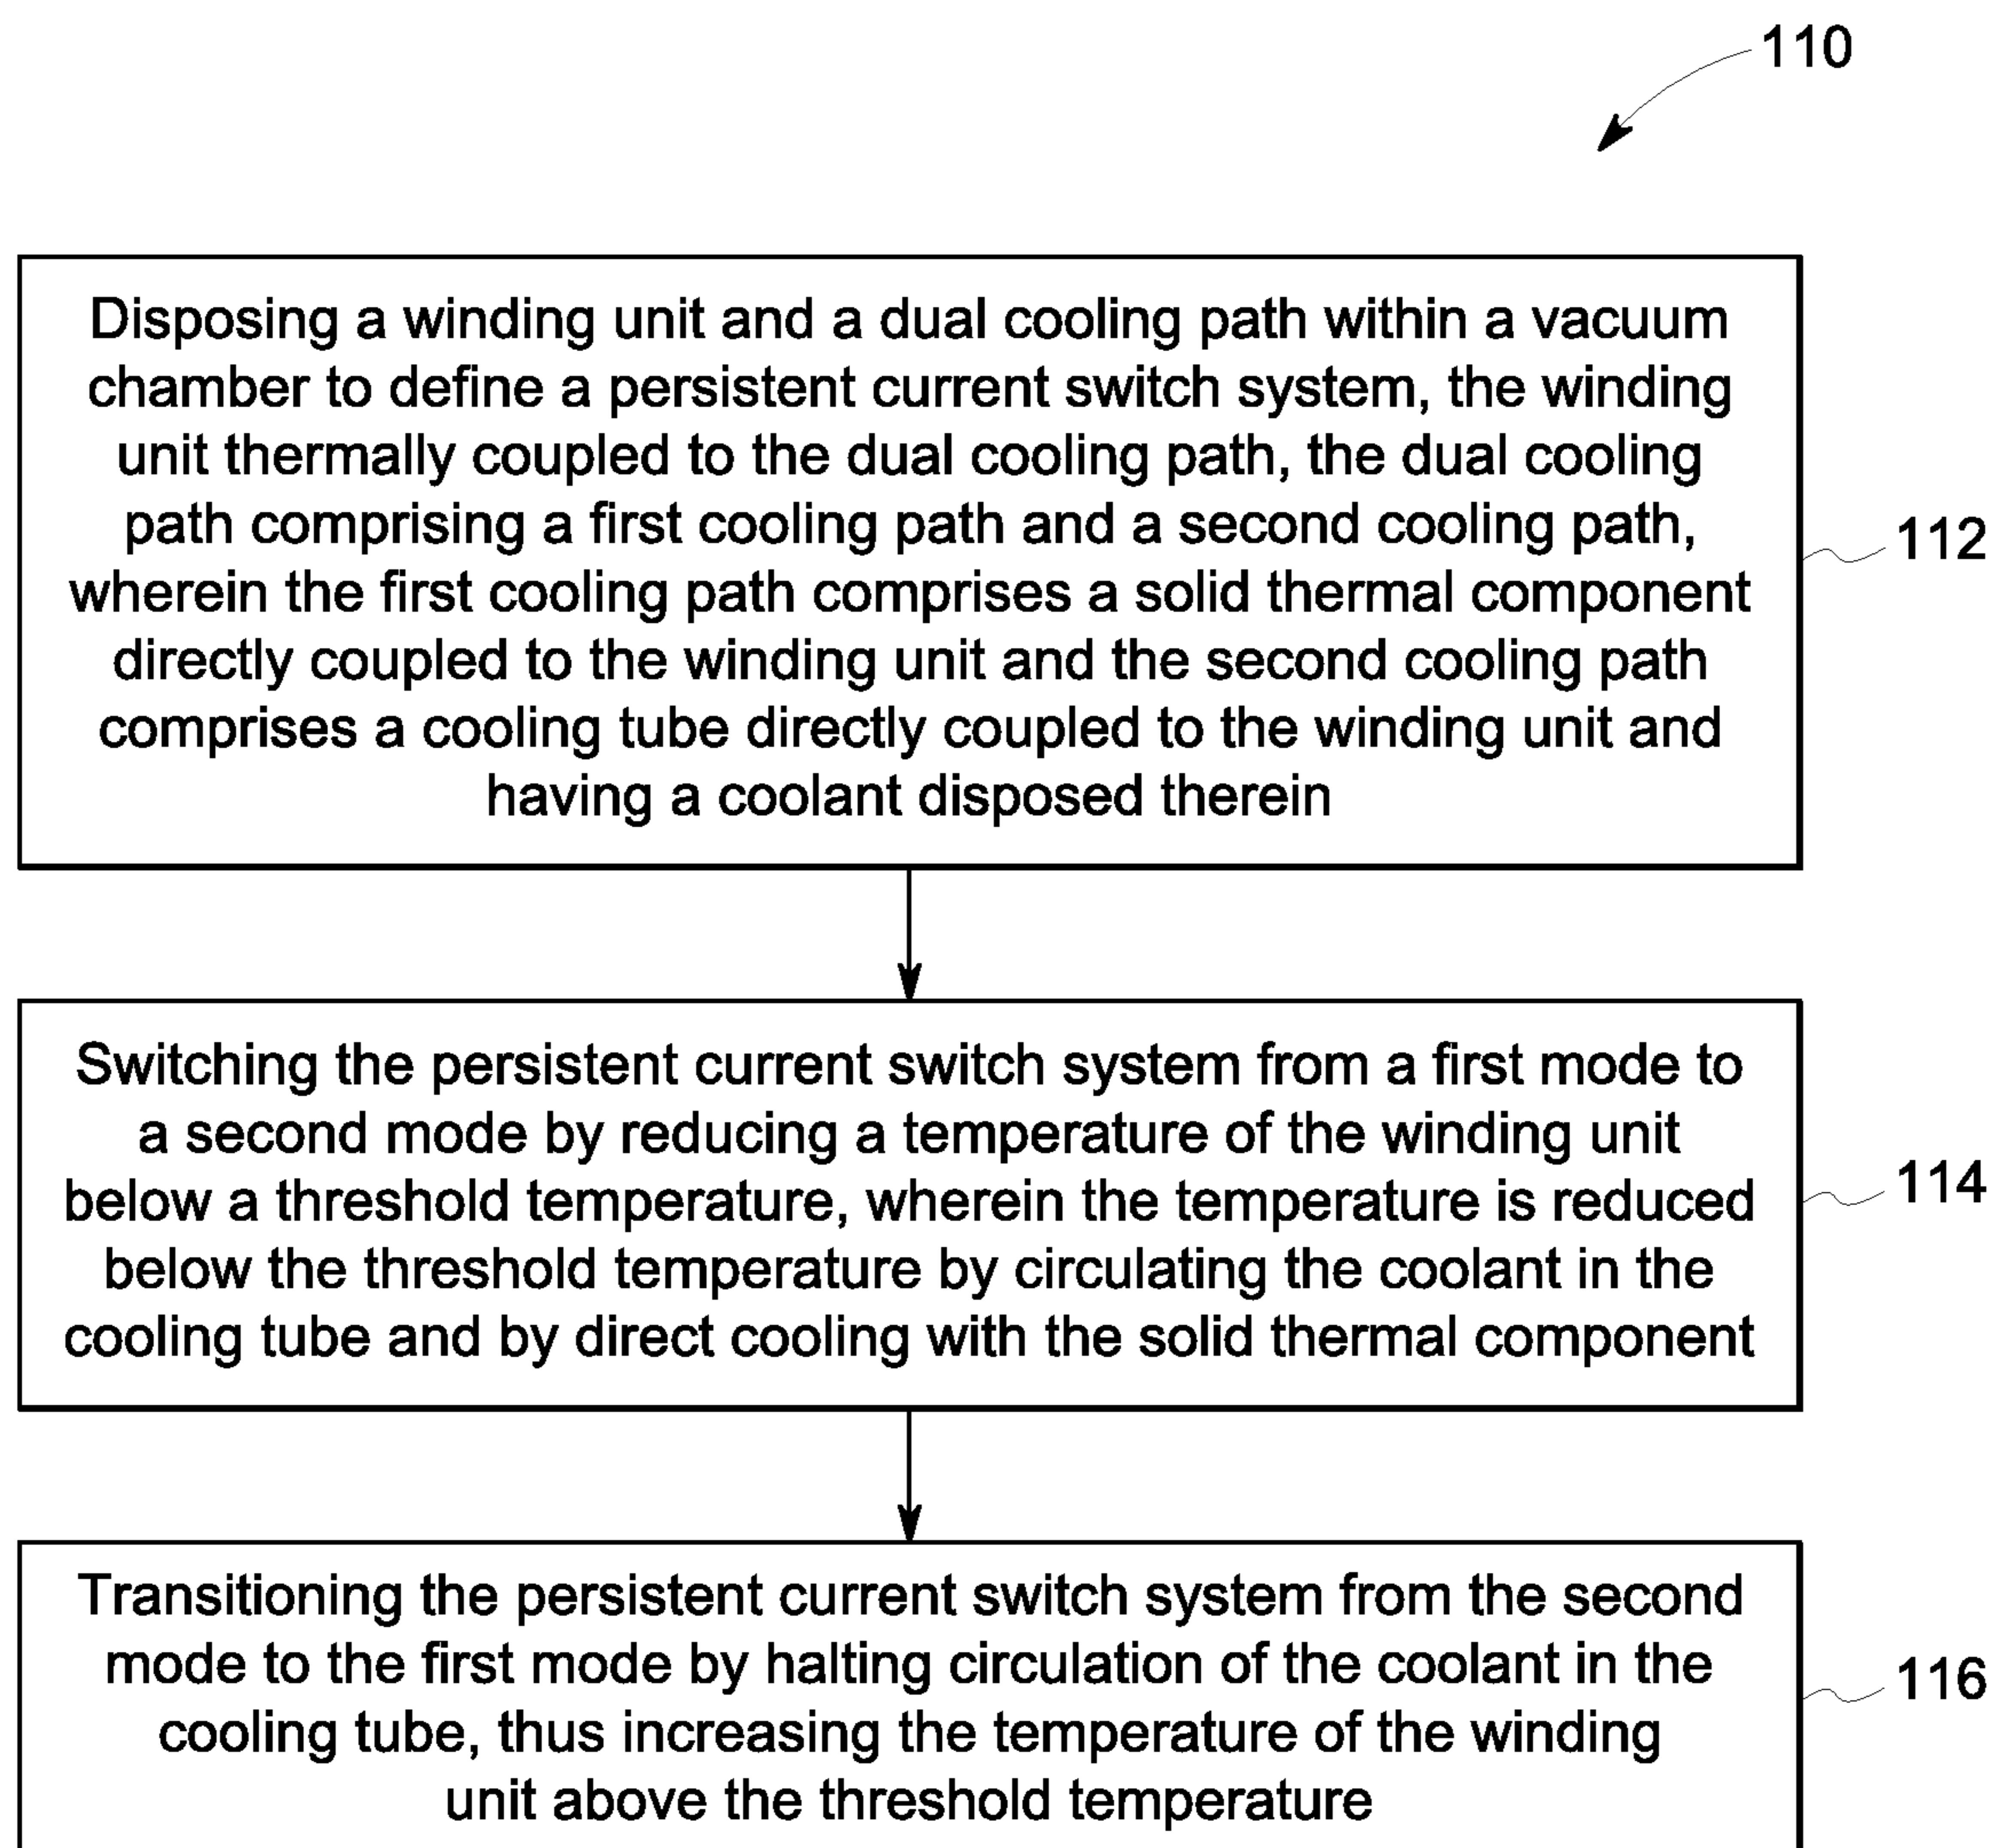 110
Disposing a winding unit and a dual cooling path within a vacuum
chamber to define a persistent current switch system, the winding
unit thermally coupled to the dual cooling path, the dual cooling
path comprising a first cooling path and a second cooling path,
wherein the first cooling path comprises a solid thermal component
directly coupled to the winding unit and the second cooling path
comprises a cooling tube directly coupled to the winding unit and
having a coolant disposed therein
112
Switching the persistent current switch system from a first mode to
a second mode by reducing a temperature of the winding unit
below a threshold temperature, wherein the temperature is reduced
below the threshold temperature by circulating the coolant in the
cooling tube and by direct cooling with the solid thermal component
114
Transitioning the persistent current switch system from the second
mode to the first mode by halting circulation of the coolant in the
cooling tube, thus increasing the temperature of the winding
unit above the threshold temperature
116